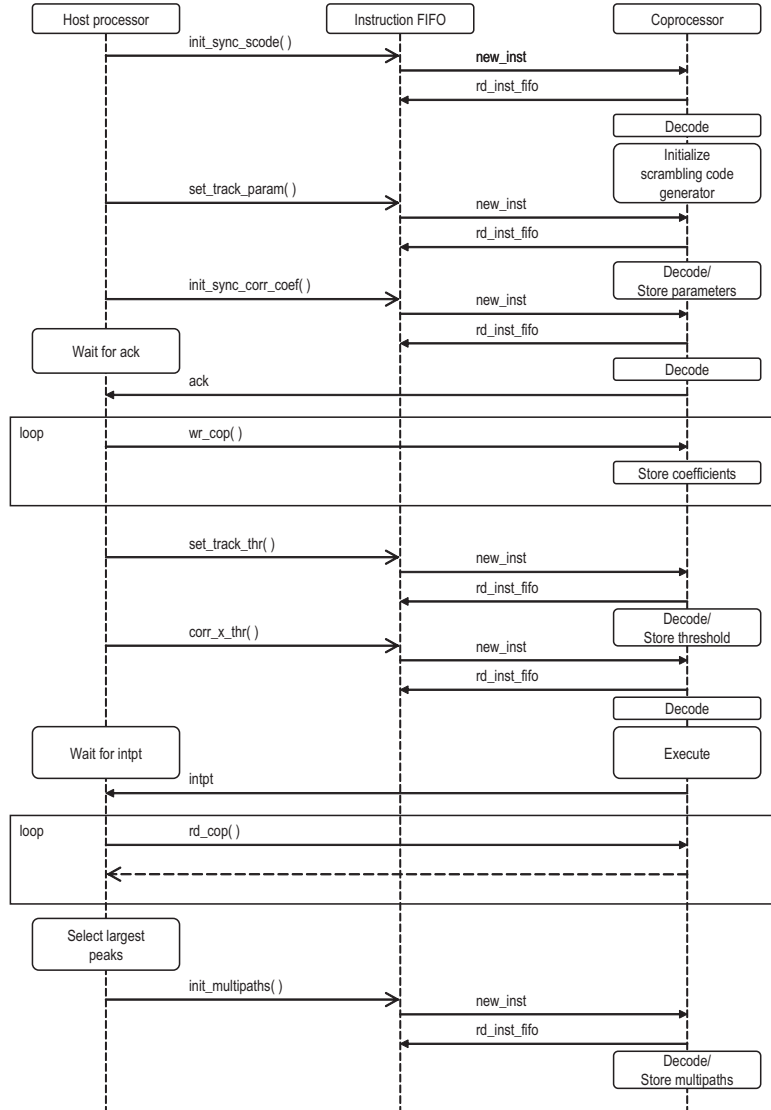 Host processor
Instruction FIFO
Coprocessor
init_sync_scode( )
new_inst
rd_inst_fifo
Decode
Initialize
scrambling code
generator
set_track_param( )
new_inst
rd_inst_fifo
Decode/
Store parameters
init_sync_corr_coef( )
new_inst
rd_inst_fifo
Wait for ack
Decode
ack
loop
wr_cop( )
Store coefficients
set_track_thr( )
new_inst
rd_inst_fifo
Decode/
Store threshold
corr_x_thr( )
new_inst
rd_inst_fifo
Decode
Wait for intpt
Execute
intpt
loop
rd_cop( )
Select largest
peaks
init_multipaths( )
new_inst
rd_inst_fifo
Decode/
Store multipaths